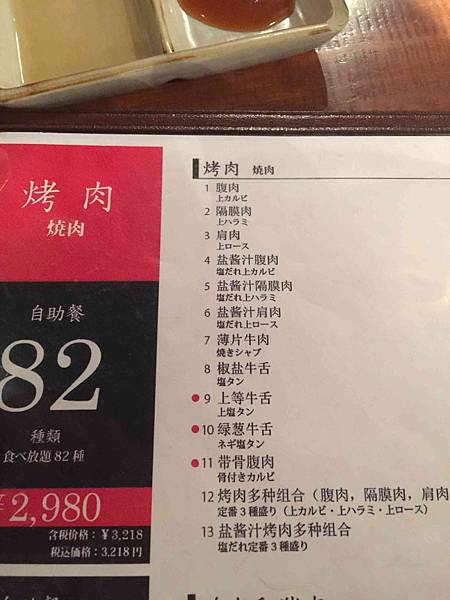 烤肉
燒肉
自助餐
82
種類
食べ放題 82 種
¥2,980
含税价格：¥3,218
税込価格：3,218円
烤肉 燒肉
1 腹肉
上カルビ
2 隔膜肉
上ハラミ
3 肩肉
上ロース
4 盐酱汁腹肉
塩だれ上カルビ
5 盐酱汁隔膜肉
塩だれ上ハラミ
6 盐酱汁肩肉
塩だれ上ロース
7 薄片牛肉
焼きシャブ
8 椒盐牛舌
塩タン
9 上等牛舌
上塩タン
10 绿葱牛舌
ネギ塩タン
11 带骨腹肉
骨付きカルビ
12 烤肉多种组合（腹肉，隔膜肉，肩肉
定番３種盛り（上カルビ・上ハラミ・上ロース）
13 盐酱汁烤肉多种组合
塩だれ定番３種盛り